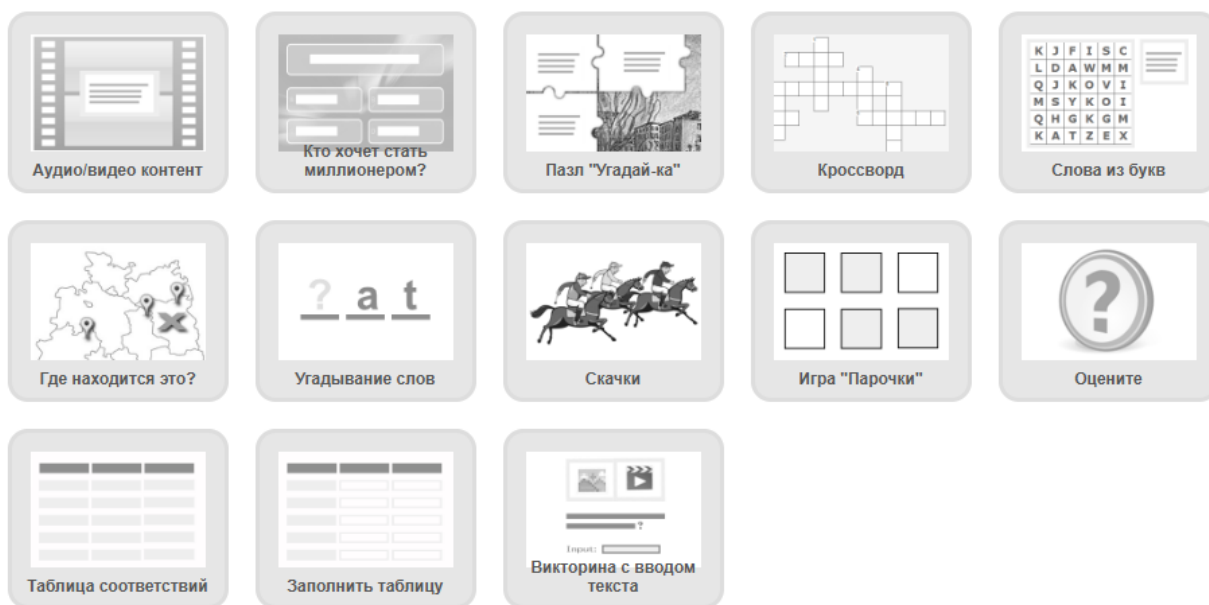 K J F I S C
L D A W M M
Q J K O V I
M S Y K O I
Q H G K G M
K A T Z E X
Аудио/видео контент
Кто хочет стать
миллионером?
Пазл "Угадай-ка"
Кроссворд
Слова из букв
? a t
?
Где находится это?
Угадывание слов
Скачки
Игра "Парочки"
Оцените
?
Input:
Таблица соответствий
Заполнить таблицу
Викторина с вводом
текста